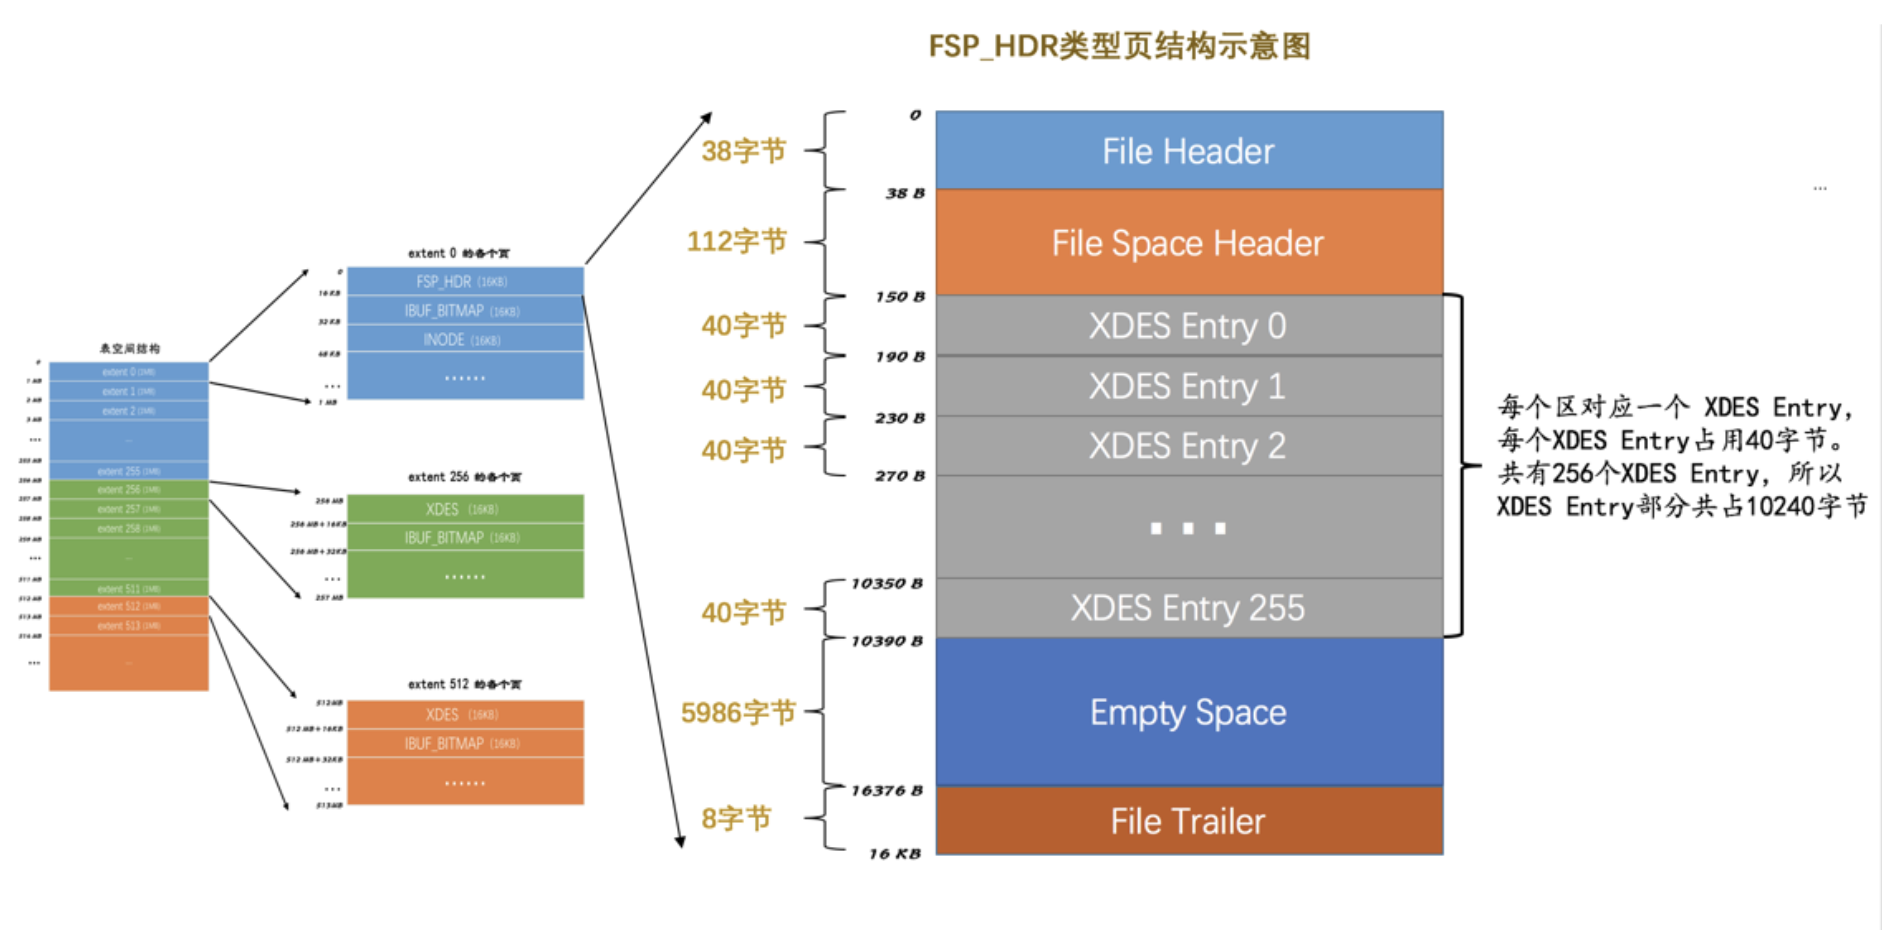 FSP_HDR类型页结构示意图
表空间结构
0
extent 0 (1MB)
1 MB
extent 1 (1MB)
2 MB
extent 2 (1MB)
3 MB
...
...
255 MB
extent 255 (1MB)
256 MB
extent 256 (1MB)
257 MB
extent 257 (1MB)
258 MB
extent 258 (1MB)
259 MB
...
...
511 MB
extent 511 (1MB)
512 MB
extent 512 (1MB)
513 MB
extent 513 (1MB)
514 MB
...
...
extent 0 的各个页
0
FSP_HDR (16KB)
16 KB
IBUF_BITMAP (16KB)
32 KB
INODE (16KB)
48 KB
...
......
1 MB
extent 256 的各个页
256 MB
XDES (16KB)
256 MB+16KB
IBUF_BITMAP (16KB)
256 MB+32KB
...
......
257 MB
extent 512 的各个页
512MB
XDES (16KB)
512 MB+16KB
IBUF_BITMAP (16KB)
512 MB+32KB
...
......
513MB
0
38字节
File Header
38 B
112字节
File Space Header
150 B
40字节
XDES Entry 0
190 B
40字节
XDES Entry 1
230 B
40字节
XDES Entry 2
270 B
...
10350 B
40字节
XDES Entry 255
10390 B
5986字节
Empty Space
16376 B
8字节
File Trailer
16 KB
...
每个区对应一个 XDES Entry,
每个XDES Entry占用40字节。
共有256个XDES Entry, 所以
XDES Entry部分共占10240字节